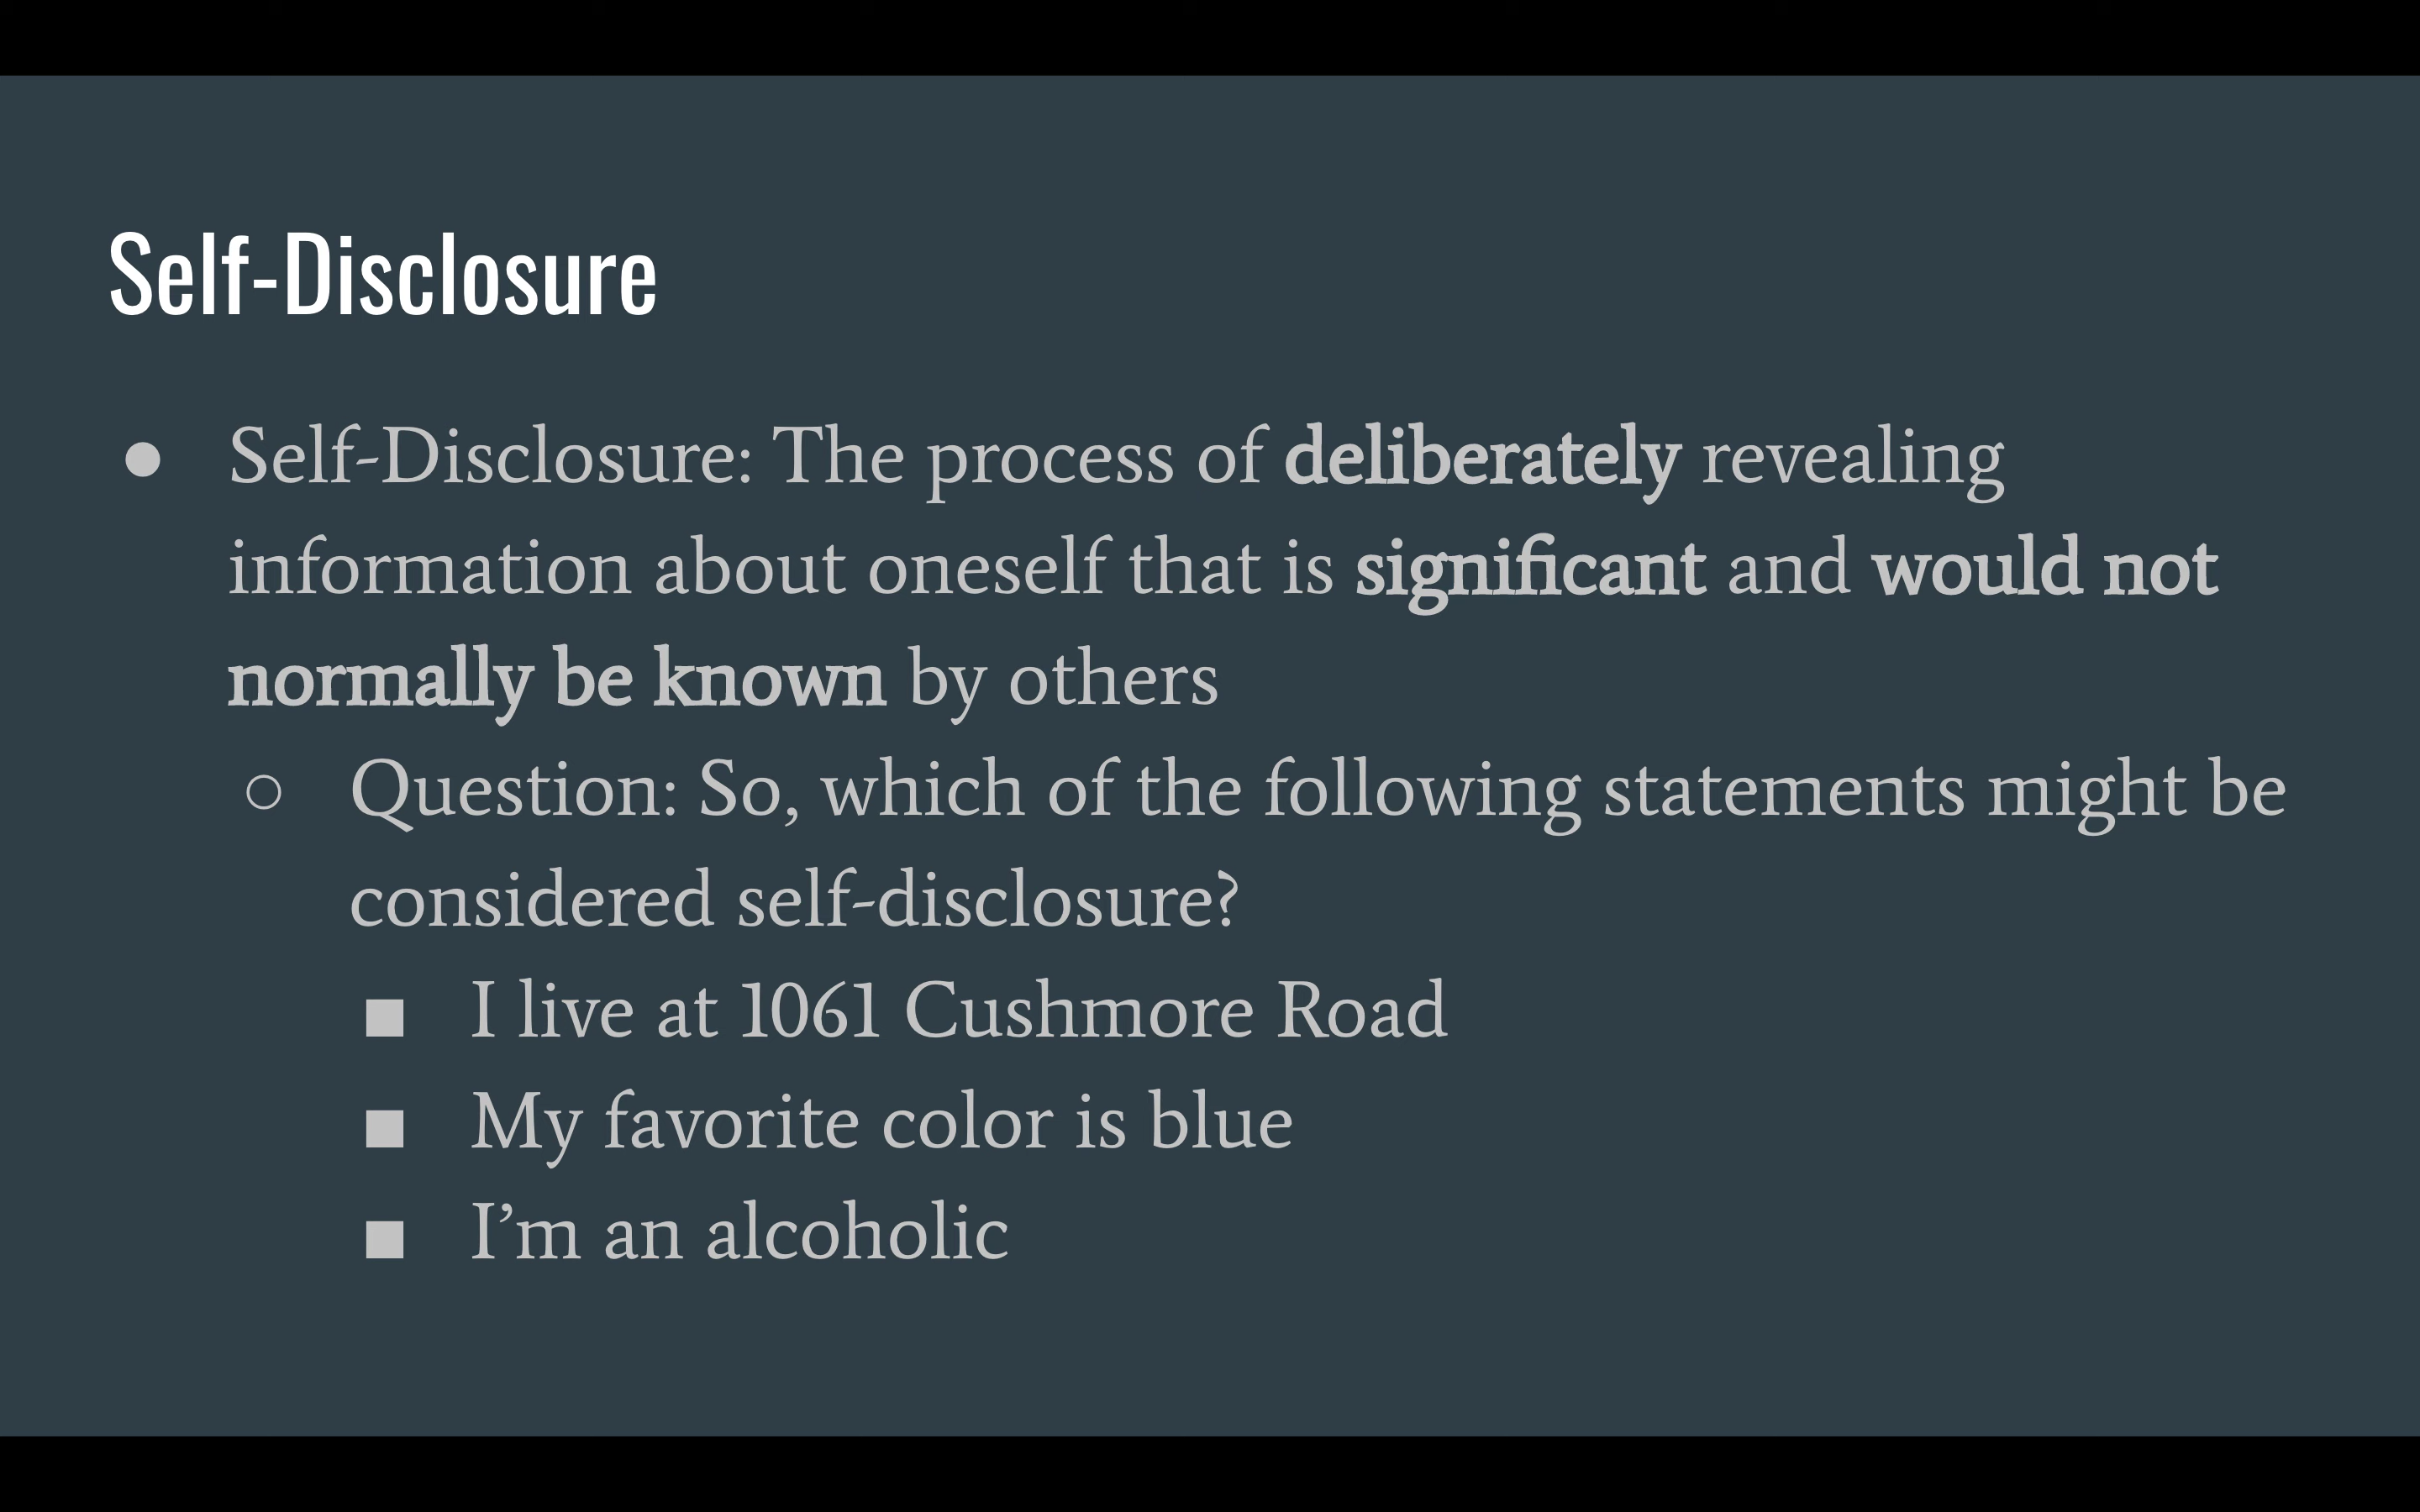 Self-Disclosure
● Self-Disclosure: The process of deliberately revealing
information about oneself that is significant and would not
normally be known by others
○ Question: So, which of the following statements might be
considered self-disclosure?
■ I live at 1061 Cushmore Road
■ My favorite color is blue
■ I’m an alcoholic